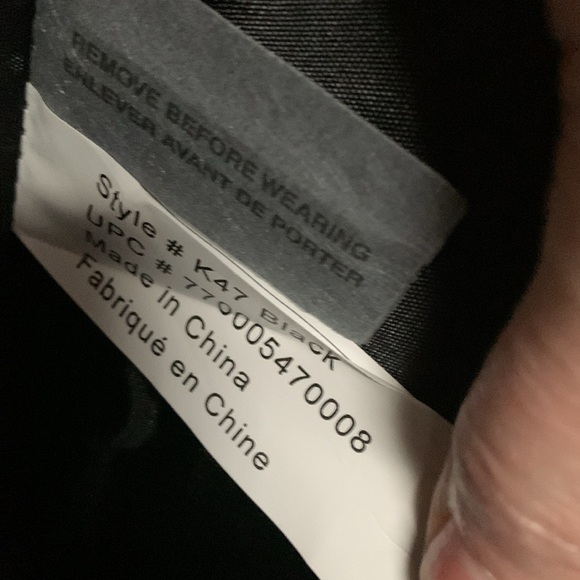 REMOVE BEFORE WEARING
ENLEVER AVANT DE PORTER
Style # K47 Black
UPC # 770005470008
Made in China
Fabriqué en Chine